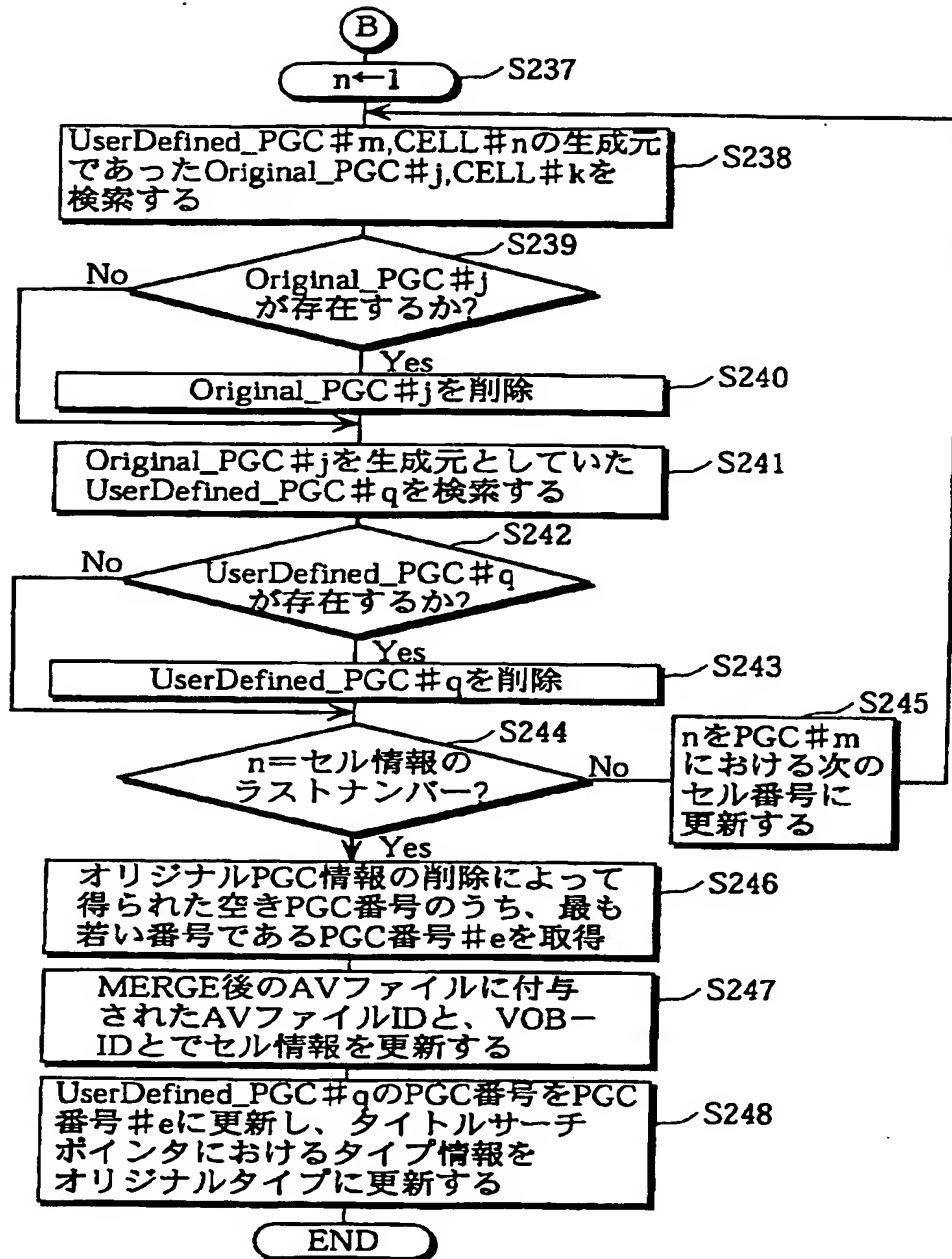 B
n←1
S237
UserDefined_PGC#m,CELL#nの生成元
であったOriginal_PGC#j,CELL#kを
検索する
S238
S239
No
Original_PGC#j
が存在するか?
Yes
Original_PGC#jを削除
S240
Original_PGC#jを生成元としていた
UserDefined_PGC#qを検索する
S241
S242
No
UserDefined_PGC#q
が存在するか?
Yes
UserDefined_PGC#qを削除
S243
S244
n=セル情報の
ラストナンバー?
No
S245
nをPGC#m
における次の
セル番号に
更新する
Yes
オリジナルPGC情報の削除によって
得られた空きPGC番号のうち、最も
若い番号であるPGC番号#eを取得
S246
MERGE後のAVファイルに付与
されたAVファイルIDと、VOB−
IDとでセル情報を更新する
S247
UserDefined_PGC#qのPGC番号をPGC
番号#eに更新し、タイトルサーチ
ポインタにおけるタイプ情報を
オリジナルタイプに更新する
S248
END